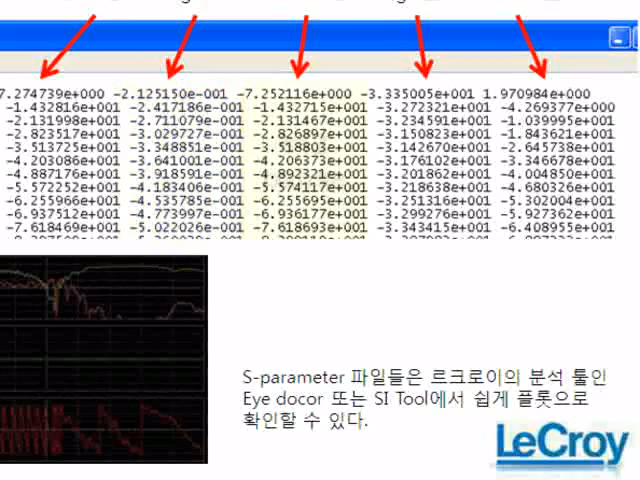 7.274739e+000 -2.125150e-001 -7.252116e+000 -3.335005e+001 1.970984e+000
-1.432816e+001 -2.417186e-001 -1.432715e+001 -3.272321e+001 -4.269377e+000
-2.131998e+001 -2.711079e-001 -2.131467e+001 -3.234591e+001 -1.039995e+001
-2.823517e+001 -3.029727e-001 -2.826897e+001 -3.150823e+001 -1.843621e+001
-3.513725e+001 -3.348851e-001 -3.518803e+001 -3.142670e+001 -2.645738e+001
-4.203086e+001 -3.641001e-001 -4.206373e+001 -3.176102e+001 -3.346678e+001
-4.887176e+001 -3.918591e-001 -4.892321e+001 -3.201862e+001 -4.004850e+001
-5.572252e+001 -4.183406e-001 -5.574117e+001 -3.218638e+001 -4.680326e+001
-6.255966e+001 -4.535785e-001 -6.255695e+001 -3.251316e+001 -5.302004e+001
-6.937512e+001 -4.773997e-001 -6.936177e+001 -3.299276e+001 -5.927362e+001
-7.618469e+001 -5.022026e-001 -7.618693e+001 -3.343415e+001 -6.408955e+001
S-parameter 파일들은 르크로이의 분석 툴인
Eye docor 또는 SI Tool에서 쉽게 플롯으로
확인할 수 있다.
LeCroy